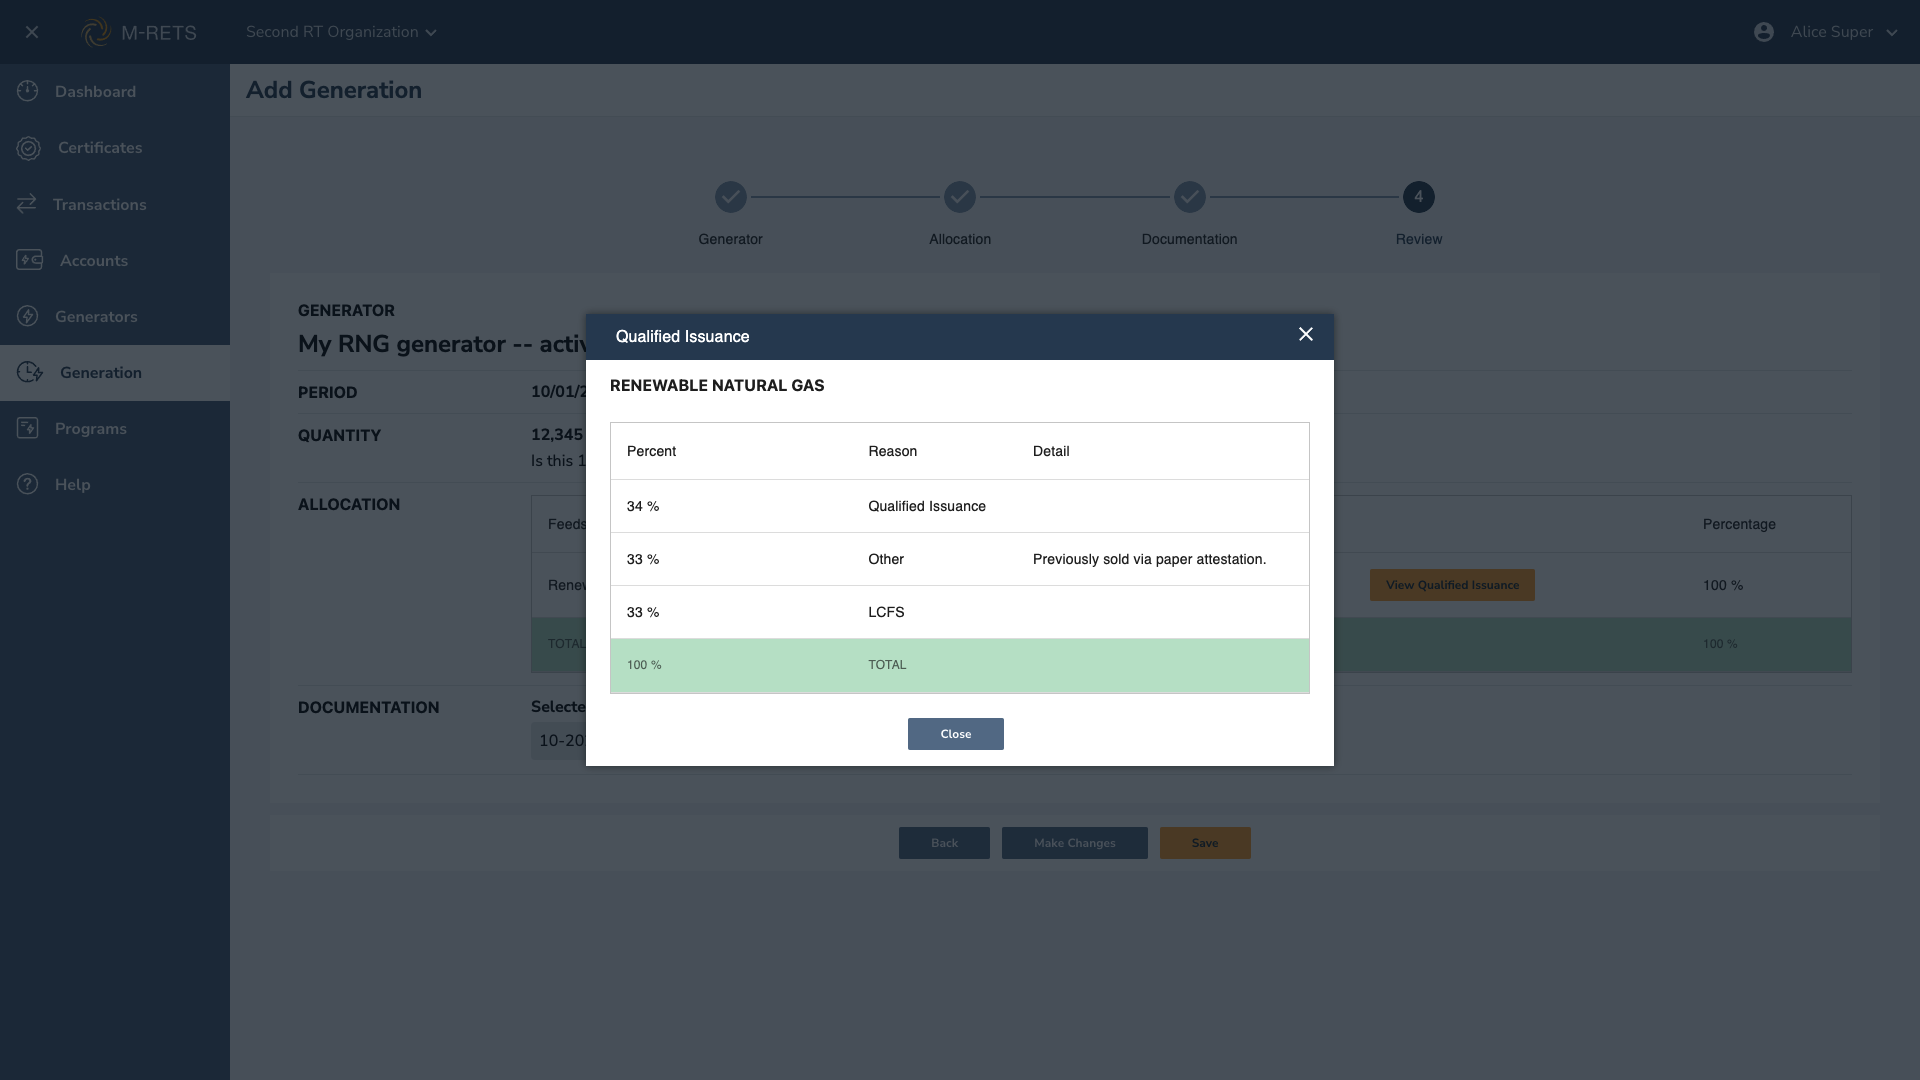 M-RETS
Second RT Organization
Alice Super
Dashboard
Certificates
Transactions
Accounts
Generators
Generation
Programs
Help
Add Generation
4
Generator
Allocation
Documentation
Review
GENERATOR
My RNG generator -- activ
PERIOD
10/01/2
QUANTITY
12,345
Is this 1
ALLOCATION
Feeds
Percentage
Renew
View Qualified Issuance
100 %
TOTAL
100 %
DOCUMENTATION
Selecte
10-20
Qualified Issuance
RENEWABLE NATURAL GAS
Percent Reason Detail
34 % Qualified Issuance
33 % Other Previously sold via paper attestation.
33 % LCFS
100 % TOTAL
Close
Back
Make Changes
Save